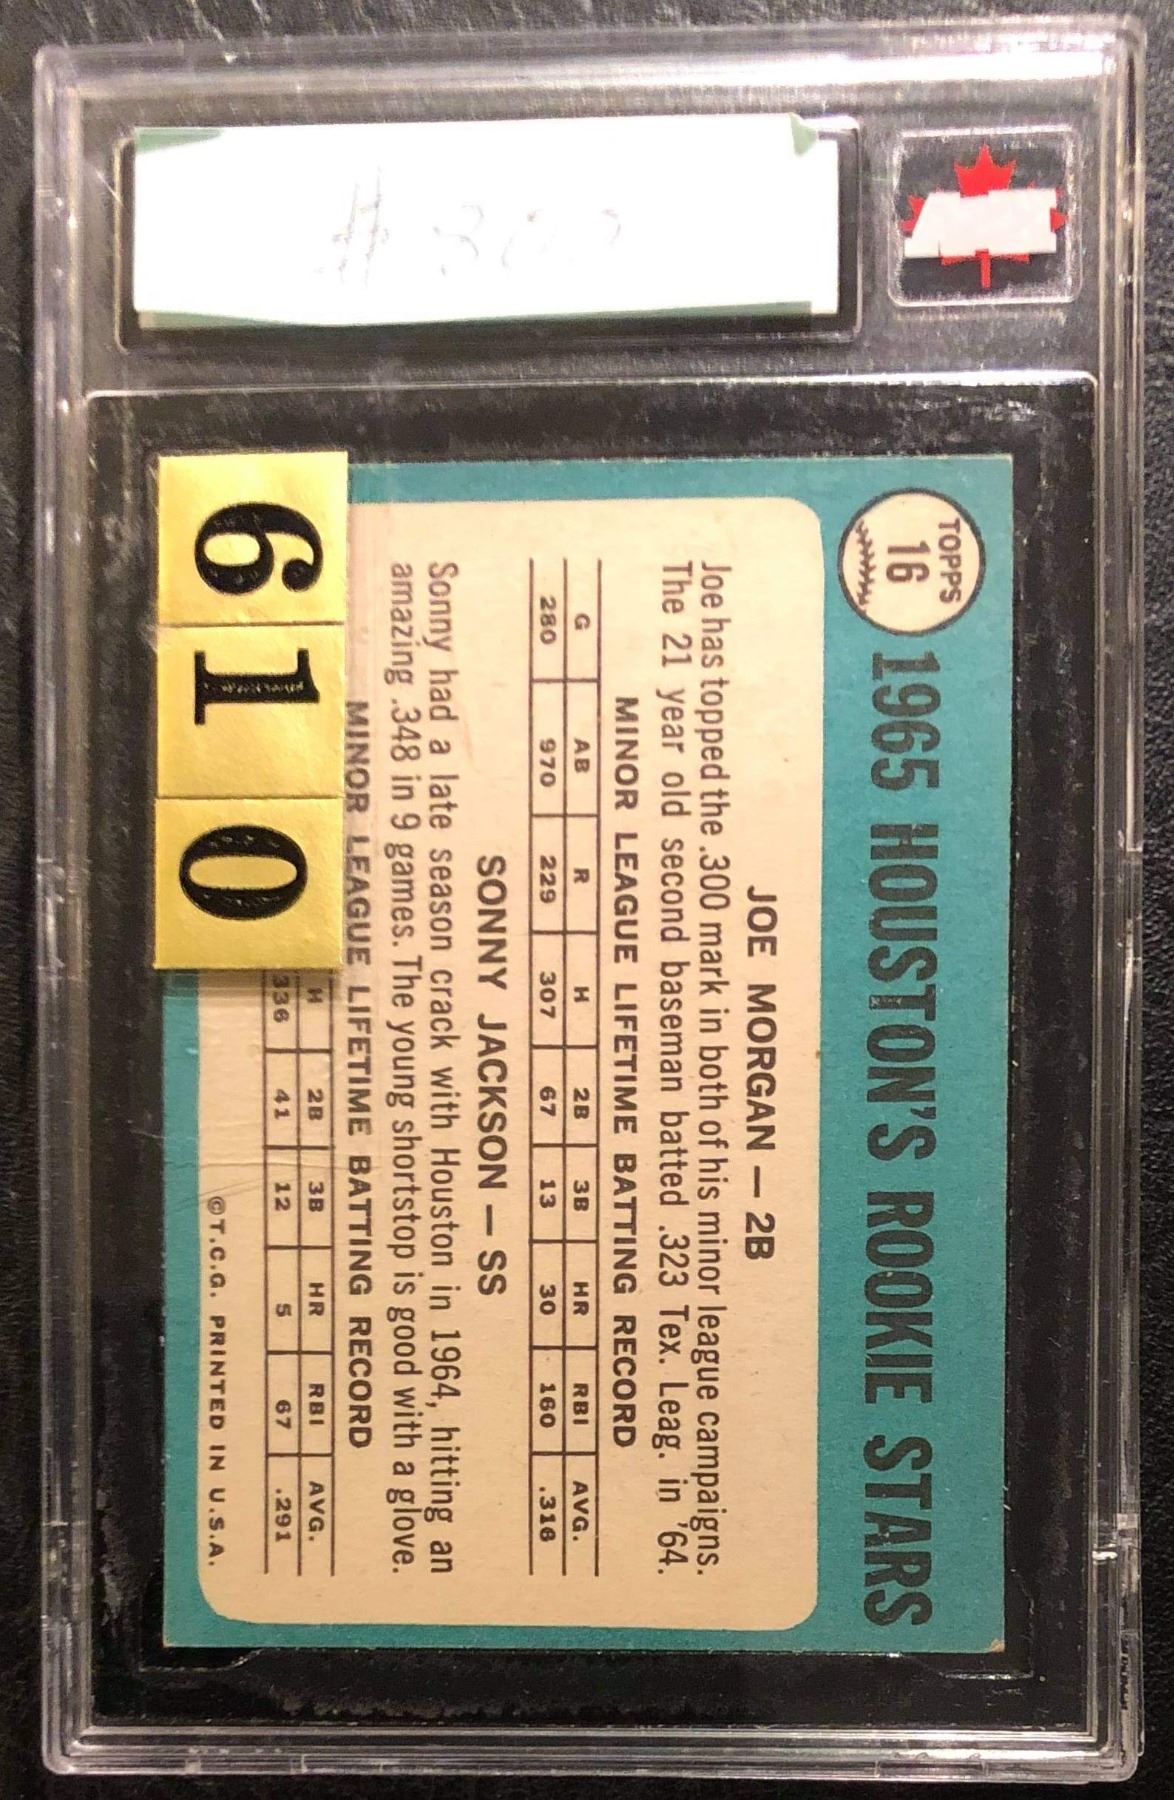 # 300
TOPPS
16
1965 HOUSTON'S ROOKIE STARS
JOE MORGAN — 2B
Joe has topped the .300 mark in both of his minor league campaigns.
The 21 year old second baseman batted .323 Tex. Leag. in '64.
MINOR LEAGUE LIFETIME BATTING RECORD
G AB R H 2B 3B HR RBI AVG.
280 970 229 307 67 13 30 160 .316
SONNY JACKSON — SS
Sonny had a late season crack with Houston in 1964, hitting an
amazing .348 in 9 games. The young shortstop is good with a glove.
MINOR LEAGUE LIFETIME BATTING RECORD
H 2B 3B HR RBI AVG.
336 41 12 5 67 .291
©T.C.G. PRINTED IN U.S.A.
610